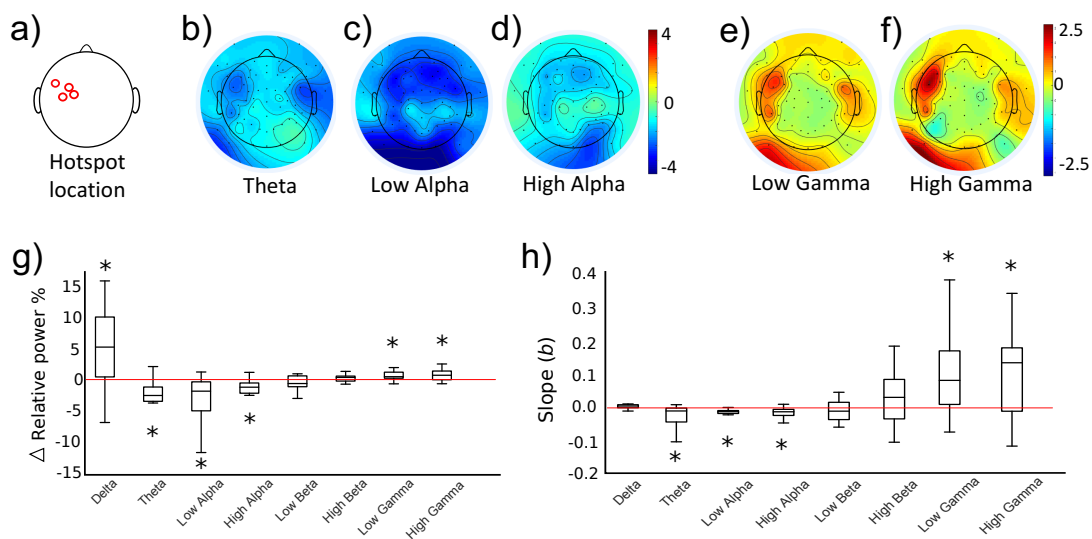 a)
b)
c)
d)
e)
f)
4
0
-4
2.5
0
-2.5
Hotspot
location
Theta
Low Alpha
High Alpha
Low Gamma
High Gamma
g)
Δ Relative power %
15
10
5
0
-5
-10
-15
*
*
*
*
*
*
Delta
Theta
Low Alpha
High Alpha
Low Beta
High Beta
Low Gamma
High Gamma
h)
Slope (b)
0.4
0.3
0.2
0.1
0.0
-0.1
-0.2
*
*
*
*
*
Delta
Theta
Low Alpha
High Alpha
Low Beta
High Beta
Low Gamma
High Gamma